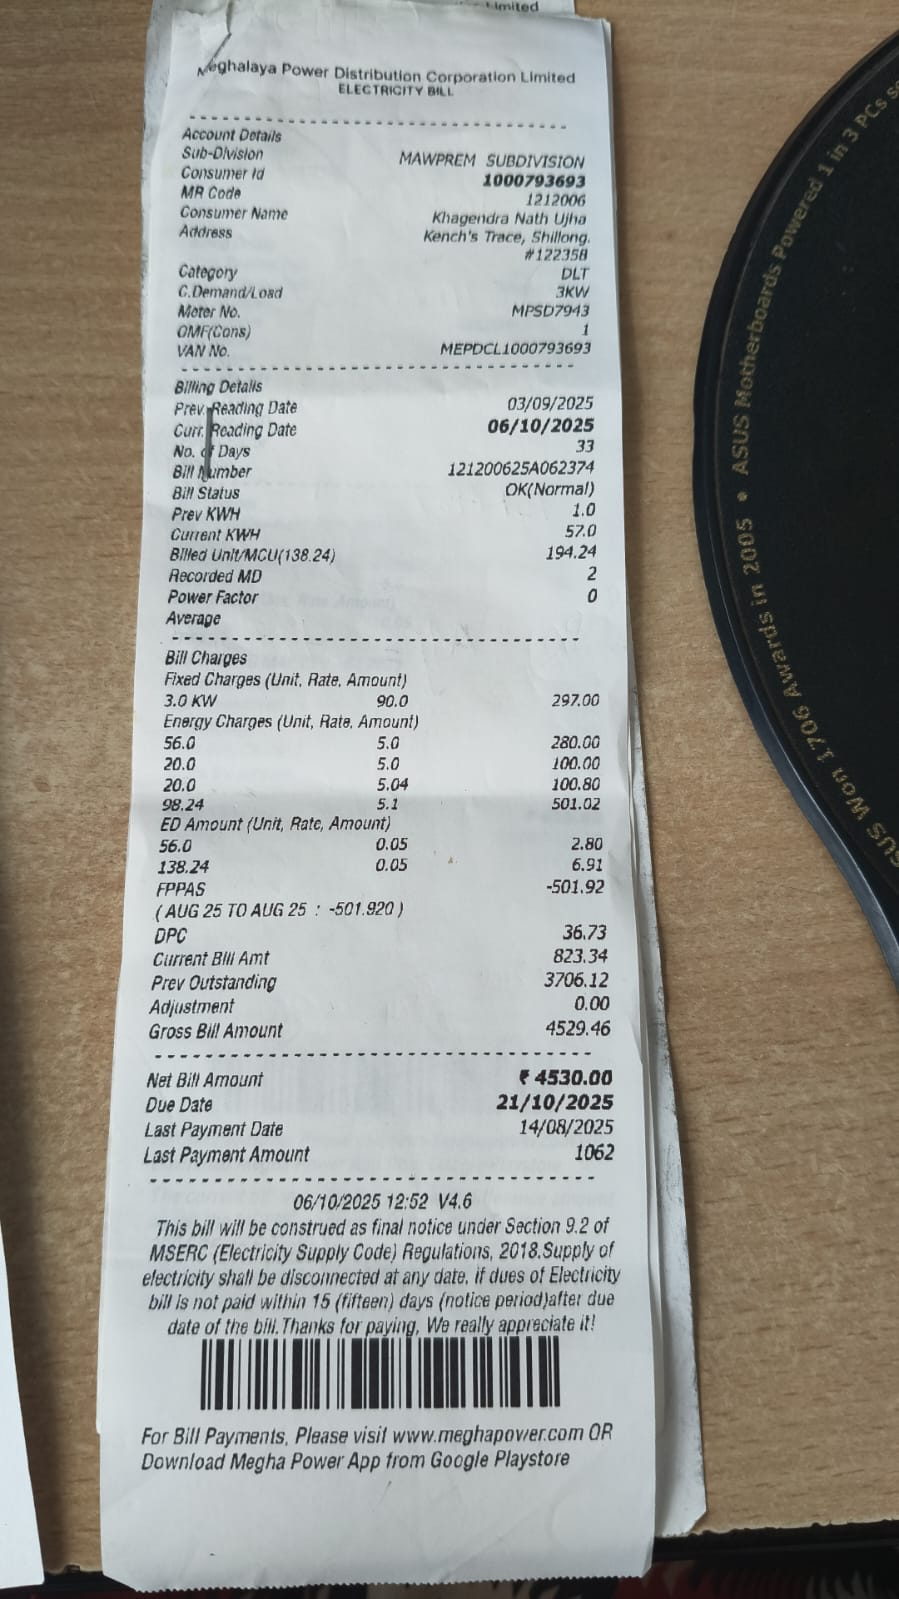 Limited
Meghalaya Power Distribution Corporation Limited
ELECTRICITY BILL
Account Details
Sub-Division MAWPREM SUBDIVISION
Consumer Id 1000793693
MR Code 1212006
Consumer Name Khagendra Nath Ujha
Address Kench's Trace, Shillong.
#122358
Category DLT
C.Demand/Load 3KW
Meter No. MPSD7943
OMF(Cons) 1
VAN No. MEPDCL1000793693
Billing Details
Prev. Reading Date 03/09/2025
Curr. Reading Date 06/10/2025
No. of Days 33
Bill Number 121200625A062374
Bill Status OK(Normal)
Prev KWH 1.0
Current KWH 57.0
Billed Unit/MCU(138.24) 194.24
Recorded MD 2
Power Factor 0
Average
Bill Charges
Fixed Charges (Unit, Rate, Amount)
3.0 KW 90.0 297.00
Energy Charges (Unit, Rate, Amount)
56.0 5.0 280.00
20.0 5.0 100.00
20.0 5.04 100.80
98.24 5.1 501.02
ED Amount (Unit, Rate, Amount)
56.0 0.05 2.80
138.24 0.05 6.91
FPPAS -501.92
( AUG 25 TO AUG 25 : -501.920 )
DPC 36.73
Current Bill Amt 823.34
Prev Outstanding 3706.12
Adjustment 0.00
Gross Bill Amount 4529.46
Net Bill Amount ₹ 4530.00
Due Date 21/10/2025
Last Payment Date 14/08/2025
Last Payment Amount 1062
06/10/2025 12:52 V4.6
This bill will be construed as final notice under Section 9.2 of
MSERC (Electricity Supply Code) Regulations, 2018.Supply of
electricity shall be disconnected at any date, if dues of Electricity
bill is not paid within 15 (fifteen) days (notice period)after due
date of the bill.Thanks for paying, We really appreciate it!
For Bill Payments, Please visit www.meghapower.com OR
Download Megha Power App from Google Playstore
ASUS Won 1706 Awards in 2005 • ASUS Motherboards Powered 1 in 3 PCs